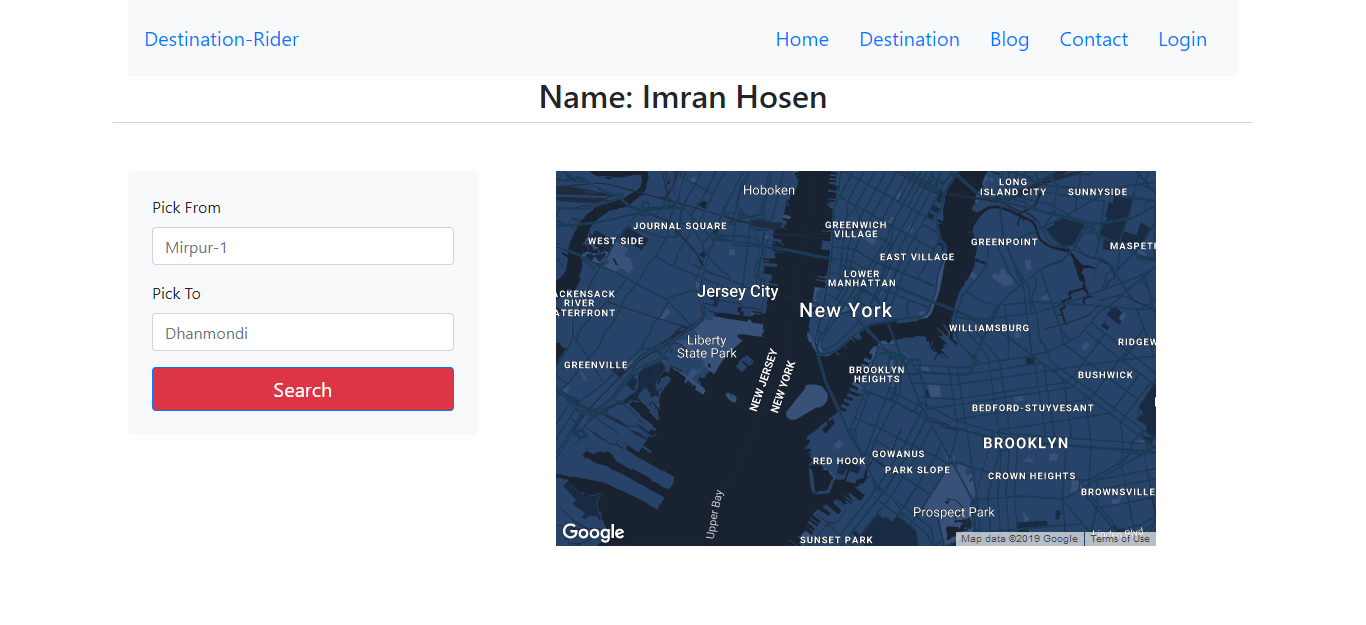 Destination-Rider
Home Destination Blog Contact Login
Name: Imran Hosen
Pick From
Mirpur-1
Pick To
Dhanmondi
Search
Hoboken
LONG
ISLAND CITY
SUNNYSIDE
JOURNAL SQUARE
GREENWICH
VILLAGE
WEST SIDE
GREENPOINT
MASPETH
EAST VILLAGE
LOWER
MANHATTAN
Jersey City
ACKENSACK
RIVER
ATERFRONT
New York
WILLIAMSBURG
Liberty
State Park
RIDGEW
GREENVILLE
NEW JERSEY
NEW YORK
BROOKLYN
HEIGHTS
BUSHWICK
BEDFORD-STUYVESANT
BROOKLYN
RED HOOK
GOWANUS
PARK SLOPE
CROWN HEIGHTS
BROWNSVILLE
Upper Bay
Prospect Park
Google
SUNSET PARK
Linden Blvd
Map data ©2019 Google
Terms of Use